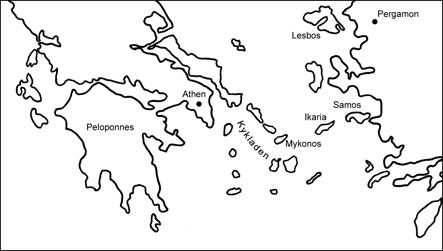 Pergamon
Lesbos
Athen
Samos
Ikaria
Peloponnes
Kykladen
Mykonos